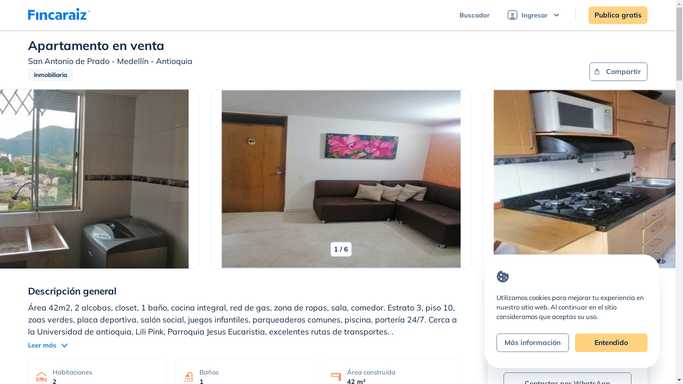 Fincaraiz
Buscador
Ingresar
Publica gratis
Apartamento en venta
San Antonio de Prado - Medellín - Antioquia
Inmobiliaria
Compartir
1 / 6
Descripción general
Área 42m2, 2 alcobas, closet, 1 baño, cocina integral, red de gas, zona de ropas, sala, comedor. Estrato 3, piso 10,
zoas verdes, placa deportiva, salón social, juegos infantiles, parqueaderos comunes, piscina, portería 24/7. Cerca a
la Universidad de antioquia, Lili Pink, Parroquia Jesus Eucaristia, excelentes rutas de transportes. .
Leer más
Habitaciones
2
Baños
1
Área construida
42 m²
Utilizamos cookies para mejorar tu experiencia en
nuestro sitio web. Al continuar en el sitio
consideramos que aceptas su uso.
Más información
Entendido
Contactar por WhatsApp